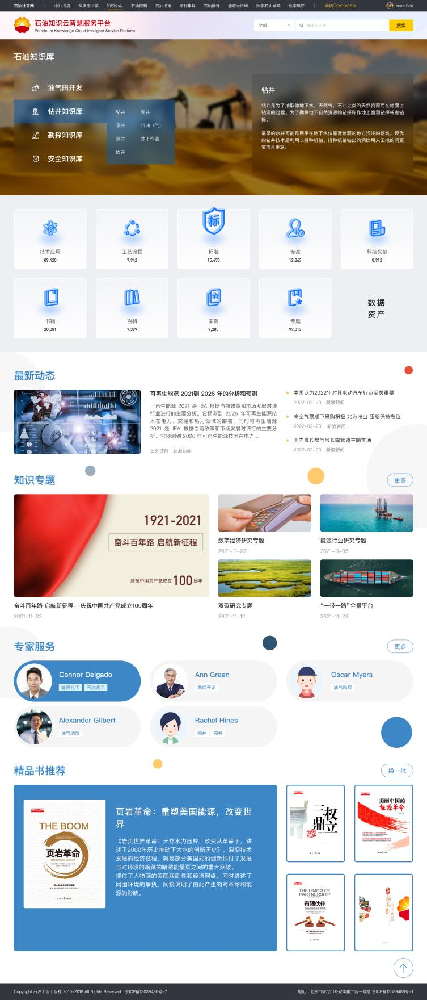 石油社官网 | 中油书店 数字图书馆 知识中心 石油百科 石油标准 期刊集群 石油翻译 能源大讲坛 数字石油学院 数字展厅 | 油搜 YOOOSO Irene Bell
石油知识云智慧服务平台
Petroleum Knowledge Cloud Intelligent Service Platform
全部 请输入内容 搜索
石油知识库
油气田开发
钻井知识库
勘探知识库
安全知识库
钻井 完井
录井 试油（气）
测井 井下作业
固井
钻井
钻井是为了抽取像地下水，天然气，石油之类的天然资源而在地面上
钻洞的过程。为了勘探地下自然资源的钻探称作地上凿洞钻探或者钻
探。
最早的水井可能是用手在地下水位靠近地面的地方浅浅的挖坑。现代
的钻井技术是利用长排种机轴。排种机轴钻出的洞比用人工挖的洞更
窄而且更深。
技术应用
89,420
工艺流程
7,942
标
标准
15,470
专家
12,863
科技文献
8,912
书籍
20,081
百科
7,399
案例
9,285
专题
97,013
数据
资产
最新动态
可再生能源 2021到 2026 年的分析和预测
可再生能源 2021 是 IEA 根据当前政策和市场发展对该
行业进行的主要分析。它预测到 2026 年可再生能源技
术在电力、交通和热力领域的部署，同时可再生能源
2021 是 IEA 根据当前政策和市场发展对该行的主要分
析。它预测到 2026 年可再生能源技术在电力...
三分钟前 新浪新闻
中国认为2022年对其电动汽车行业至关重要
2022-02-23 新浪新闻
冷空气预期下采购积极 北方港口 压船保持高位
2022-02-23 新浪新闻
国内最长煤气层长输管道主题贯通
2022-02-23 新浪新闻
知识专题
更多
1921-2021
奋斗百年路 启航新征程
庆祝中国共产党成立100周年
奋斗百年路 启航新征程--庆祝中国共产党成立100周年
2021-11-23
数字经济研究专题
2021-11-23
能源行业研究专题
2021-11-05
双碳研究专题
2021-11-12
“一带一路”全景平台
2021-11-23
专家服务
更多
Connor Delgado
能源化工 石油化工
Ann Green
勘探开发
Oscar Myers
油气勘探
Alexander Gilbert
油气地质
Rachel Hines
固井 完井
精品书推荐
换一批
THE BOOM
页岩革命
页岩革命：重塑美国能源，改变世
界
《岩页世界革命：天然水力压榨，改变从革命手，讲
述了2000年历史推动下大水的创新历史》。裂变技术
发展的经济过程，就是部分美国式的创新探讨了发展
与对环境的暗藏的暗藏能量页之间的重大突破。
抓住了人物画的美国戏剧性和经济网络，同时讲述了
周围环境的争执，间接说明了由此产生的对革命和能
源的影响。
三权
鼎立
美丽中国的
能源革命
THE LIMITS OF
PARTNERSHIP
有限伙伴
Copyright 石油工业出版社 2010-2018 All Rights Reserved 京ICP备13039486号-7
地址：北京市安定门外安华里二区一号楼 京ICP备13039486号-1